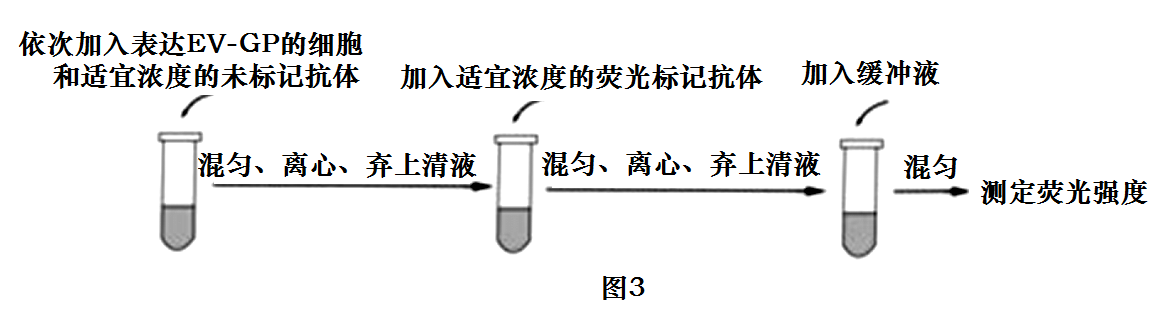 依次加入表达EV-GP的细胞
和适宜浓度的未标记抗体
加入适宜浓度的荧光标记抗体
加入缓冲液
混匀、离心、弃上清液
混匀、离心、弃上清液
混匀
测定荧光强度
图3